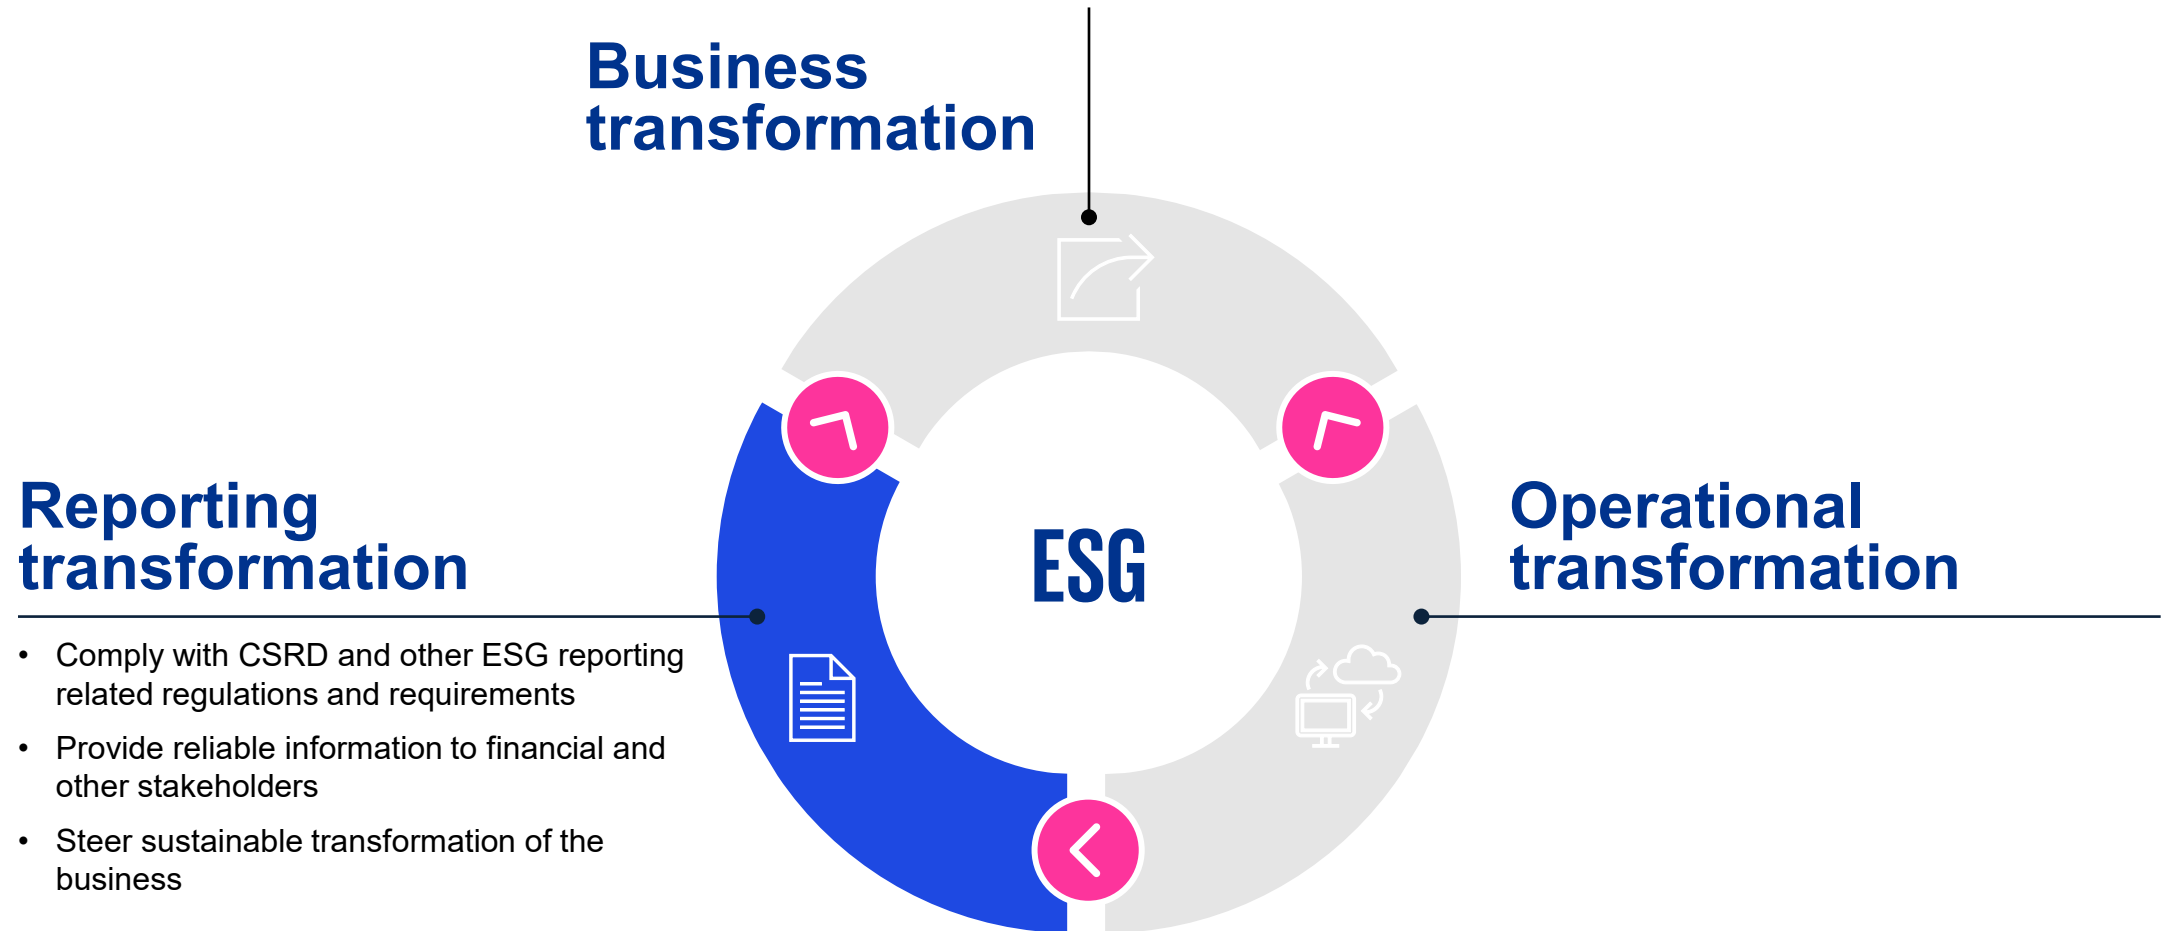 Business
transformation
Reporting
transformation
• Comply with CSRD and other ESG reporting
related regulations and requirements
• Provide reliable information to financial and
other stakeholders
• Steer sustainable transformation of the
business
ESG
Operational
transformation